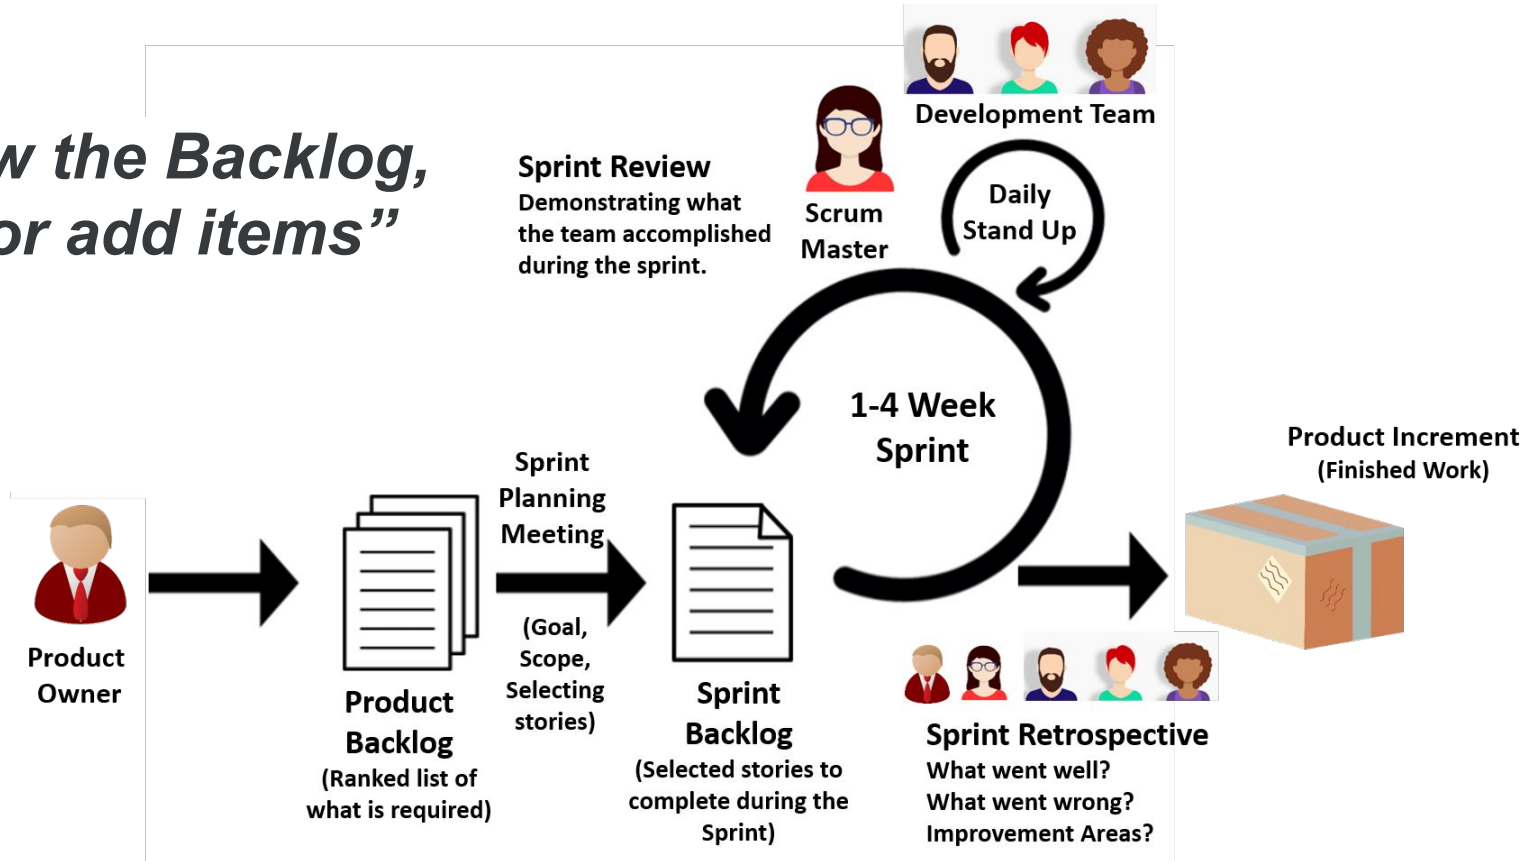 w the Backlog,
or add items”
Development Team
Sprint Review
Demonstrating what
the team accomplished
during the sprint.
Scrum
Master
Daily
Stand Up
1-4 Week
Sprint
Product Increment
(Finished Work)
Sprint
Planning
Meeting
(Goal,
Scope,
Selecting
stories)
Product
Owner
Product
Backlog
(Ranked list of
what is required)
Sprint
Backlog
(Selected stories to
complete during the
Sprint)
Sprint Retrospective
What went well?
What went wrong?
Improvement Areas?